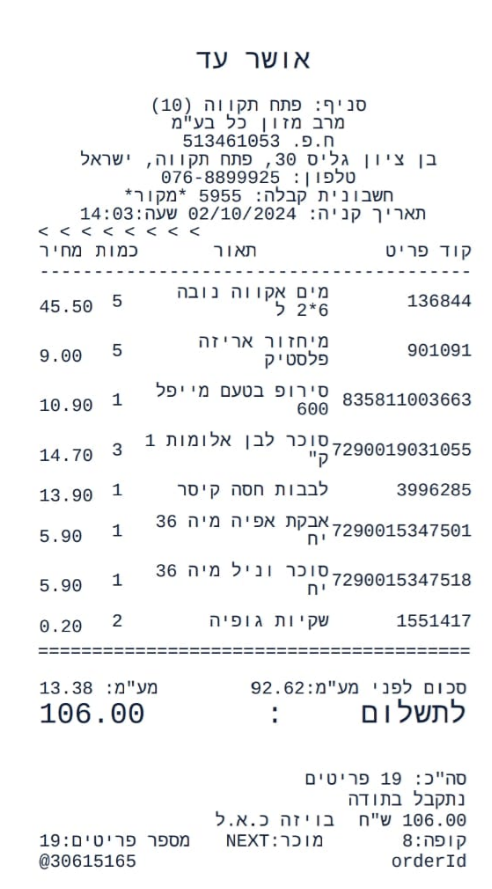 אושר עד
סניף: פתח תקווה (10)
מרב מזון כל בע"מ
ח.פ. 513461053
בן ציון גליס 30, פתח תקווה, ישראל
טלפון: 076-8899925
חשבונית קבלה: 5955 *מקור*
תאריך קניה: 02/10/2024 שעה:14:03
< < < < < < < <
קוד פריט תאור כמות מחיר
136844 מים אקווה נובה 5 45.50
6*2 ל
901091 מיחזור אריזה 5 9.00
פלסטיק
835811003663 סירופ בטעם מייפל 1 10.90
600
7290019031055 סוכר לבן אלומות 1 3 14.70
ק"
3996285 לבבות חסה קיסר 1 13.90
7290015347501 אבקת אפיה מיה 36 1 5.90
יח
7290015347518 סוכר וניל מיה 36 1 5.90
יח
1551417 שקיות גופיה 2 0.20
סכום לפני מע"מ:92.62 מע"מ: 13.38
לתשלום : 106.00
סה"כ: 19 פריטים
נתקבל בתודה
106.00 ש"ח בויזה כ.א.ל
קופה:8 מוכר:NEXT מספר פריטים:19
orderId @30615165